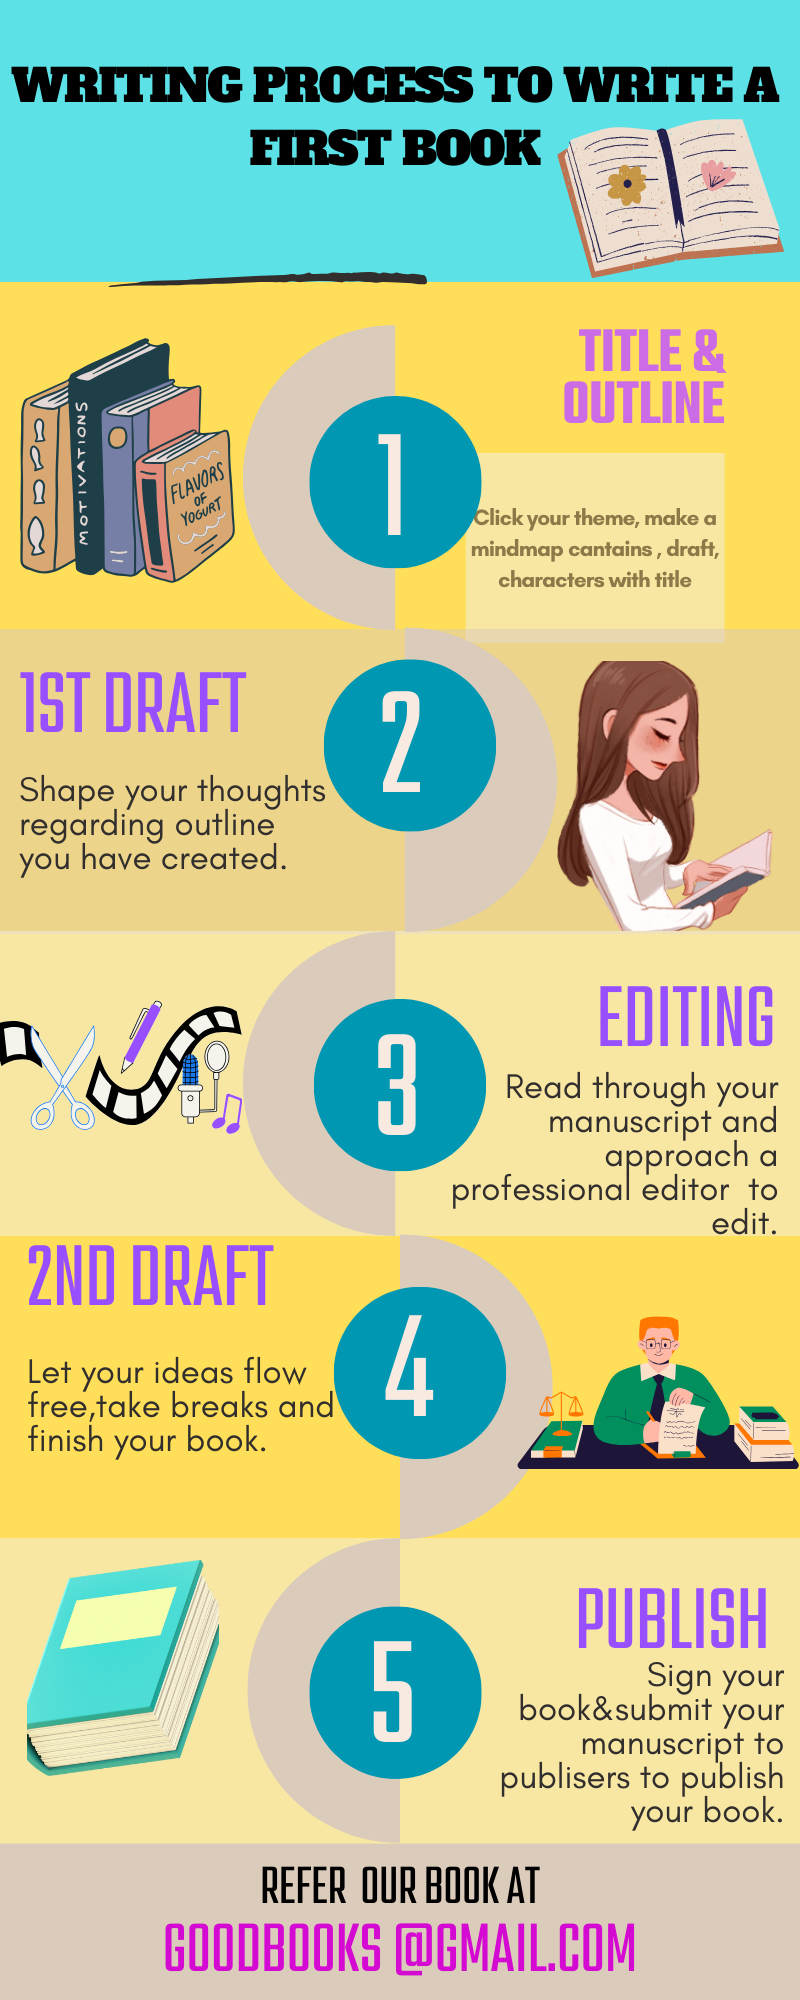 WRITING PROCESS TO WRITE A
FIRST BOOK
MOTIVATIONS
FLAVORS
OF
YOGURT
1
TITLE &
OUTLINE
Click your theme, make a
mindmap cantains , draft,
characters with title
1ST DRAFT
2
Shape your thoughts
regarding outline
you have created.
3
EDITING
Read through your
manuscript and
approach a
professional editor  to
edit.
2ND DRAFT
4
Let your ideas flow
free,take breaks and
finish your book.
5
PUBLISH
Sign your
book&submit your
manuscript to
publisers to publish
your book.
REFER  OUR BOOK AT
GOODBOOKS @GMAIL.COM